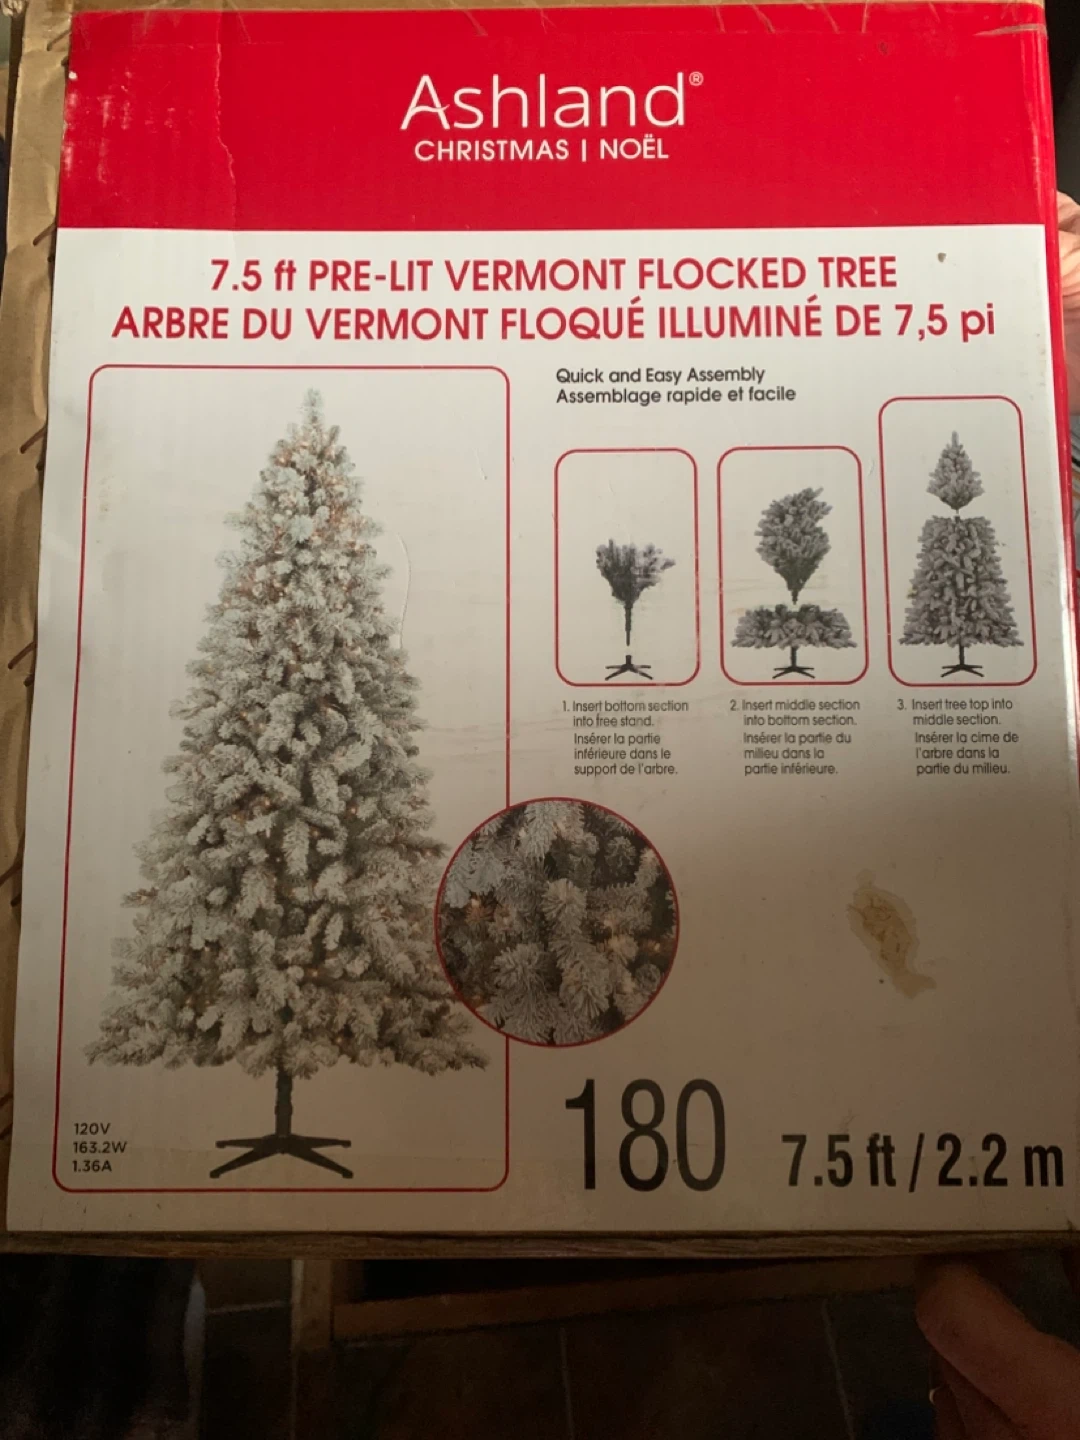 Ashland®
CHRISTMAS | NOËL
7.5 ft PRE-LIT VERMONT FLOCKED TREE
ARBRE DU VERMONT FLOQUÉ ILLUMINÉ DE 7,5 pi
Quick and Easy Assembly
Assemblage rapide et facile
1. Insert bottom section
into tree stand.
Insérer la partie
inférieure dans le
support de l'arbre.
2. Insert middle section
into bottom section.
Insérer la partie du
milieu dans la
partie inférieure.
3. Insert tree top into
middle section.
Insérer la cime de
l'arbre dans la
partie du milieu.
120V
163.2W
1.36A
180
7.5 ft / 2.2 m